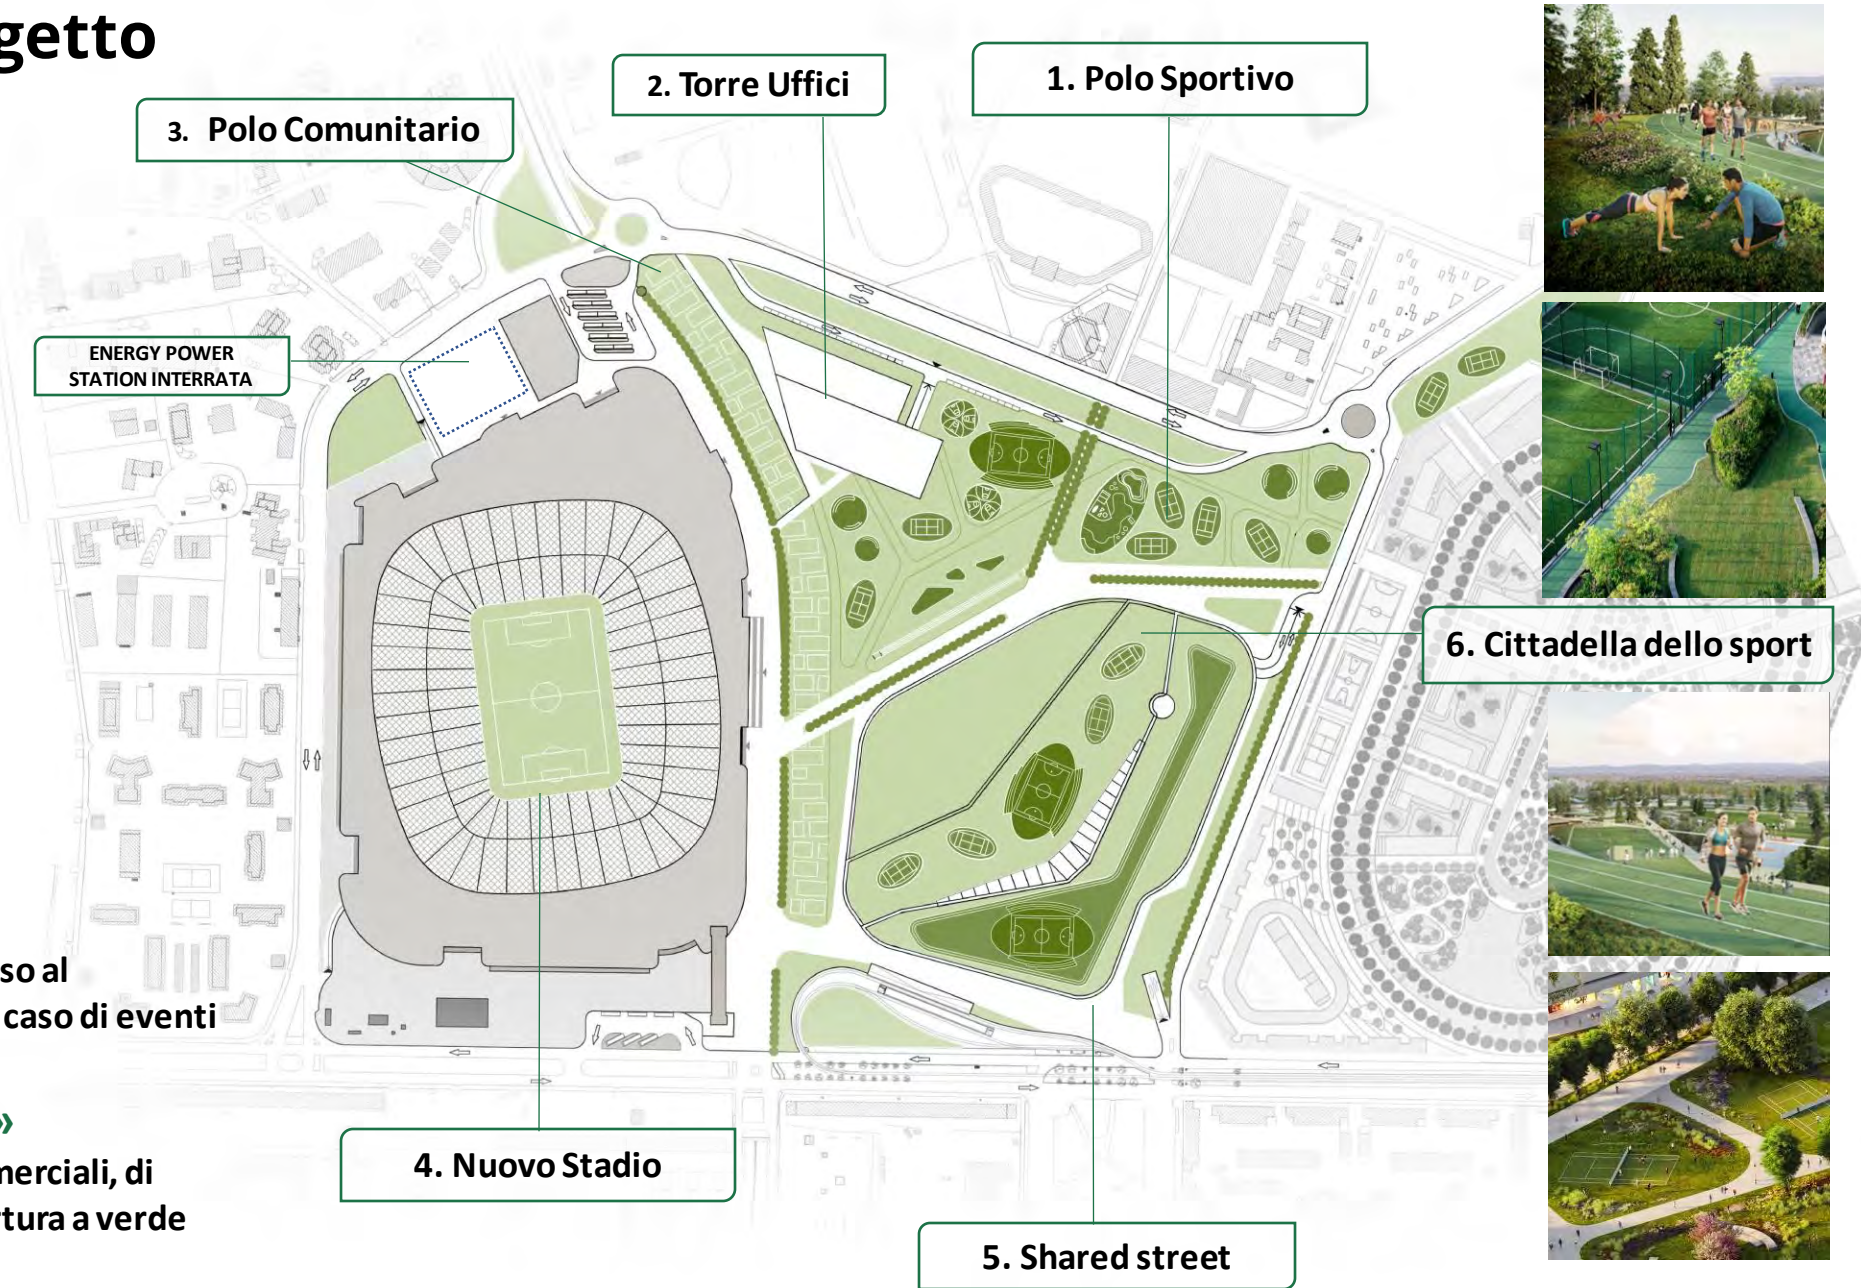 getto
2. Torre Uffici
1. Polo Sportivo
3. Polo Comunitario
ENERGY POWER
STATION INTERRATA
6. Cittadella dello sport
so al
caso di eventi
»
merciali, di
rtura a verde
4. Nuovo Stadio
5. Shared street